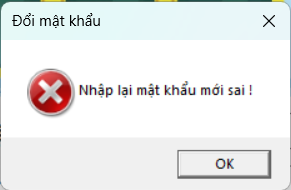 Đổi mật khẩu
Nhập lại mật khẩu mới sai !
OK